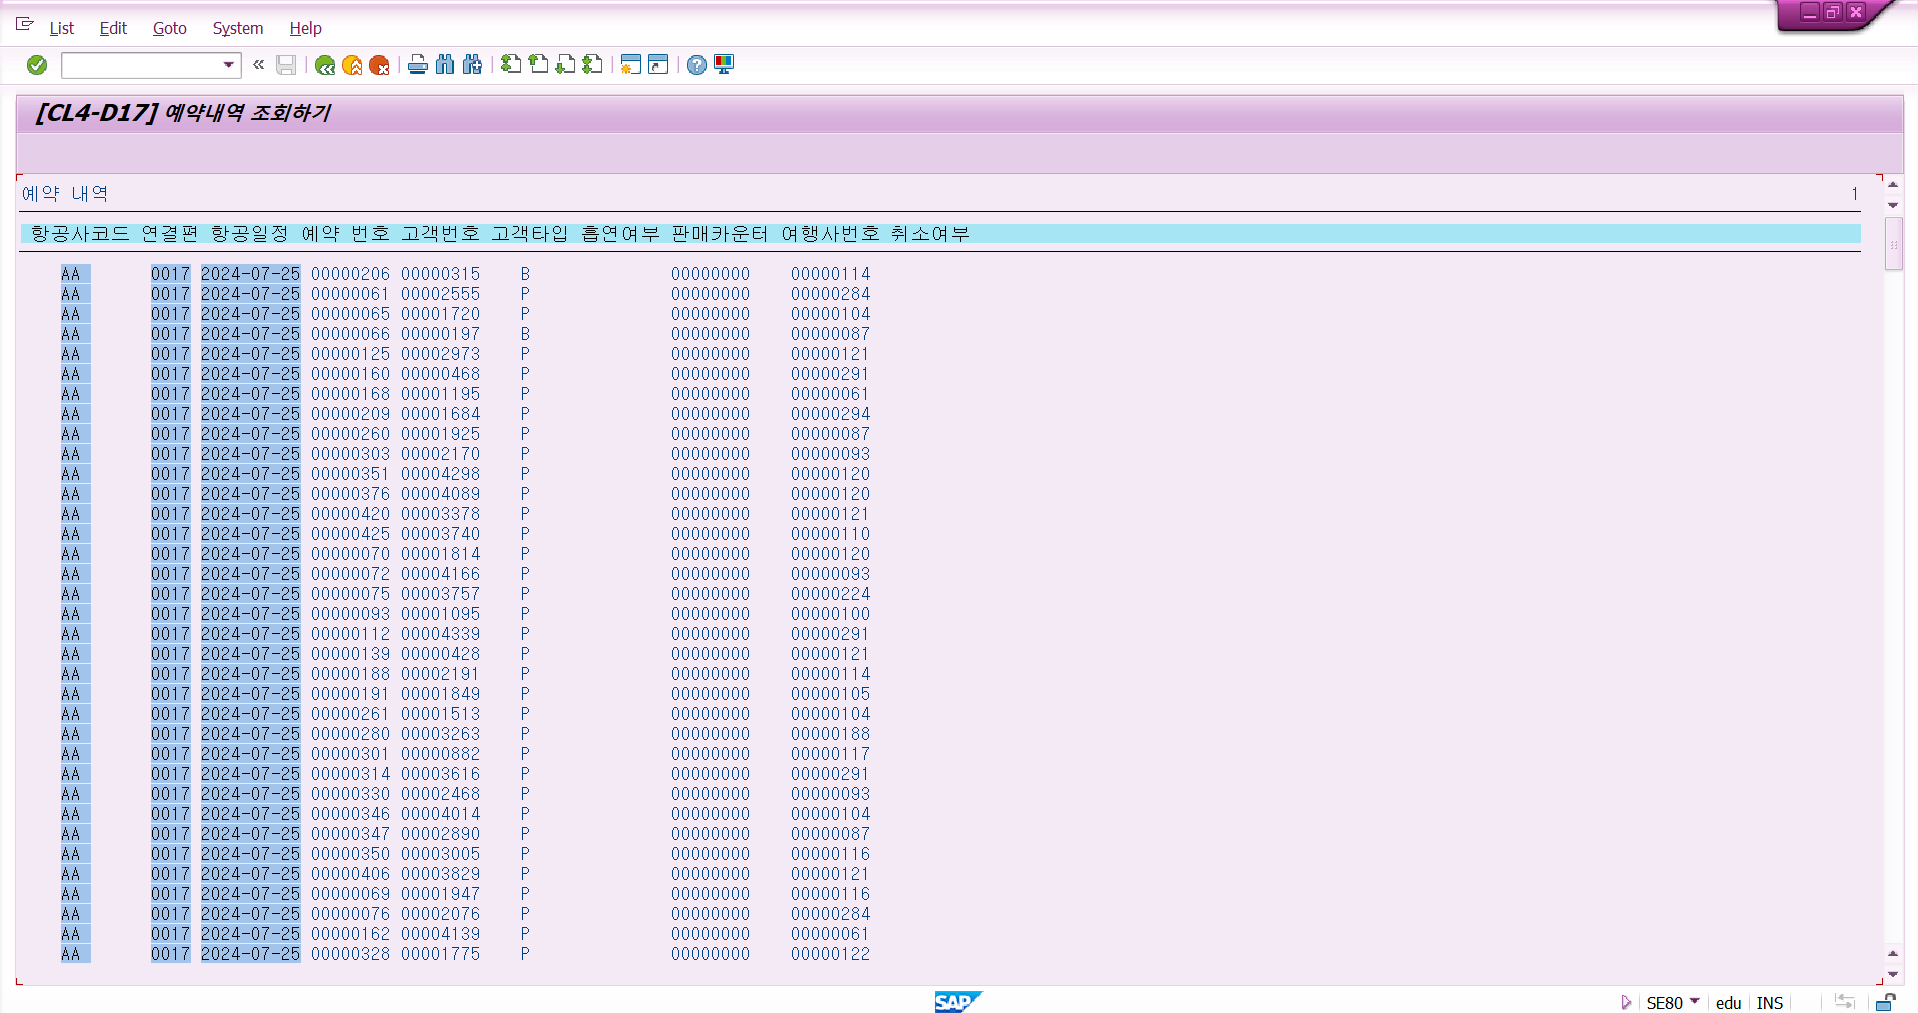 List Edit Goto System Help
[CL4-D17] 예약내역 조회하기
예약 내역 1
항공사코드 연결편 항공일정 예약 번호 고객번호 고객타입 흡연여부 판매카운터 여행사번호 취소여부
AA 0017 2024-07-25 00000206 00000315 B 00000000 00000114
AA 0017 2024-07-25 00000061 00002555 P 00000000 00000284
AA 0017 2024-07-25 00000065 00001720 P 00000000 00000104
AA 0017 2024-07-25 00000066 00000197 B 00000000 00000087
AA 0017 2024-07-25 00000125 00002973 P 00000000 00000121
AA 0017 2024-07-25 00000160 00000468 P 00000000 00000291
AA 0017 2024-07-25 00000168 00001195 P 00000000 00000061
AA 0017 2024-07-25 00000209 00001684 P 00000000 00000294
AA 0017 2024-07-25 00000260 00001925 P 00000000 00000087
AA 0017 2024-07-25 00000303 00002170 P 00000000 00000093
AA 0017 2024-07-25 00000351 00004298 P 00000000 00000120
AA 0017 2024-07-25 00000376 00004089 P 00000000 00000120
AA 0017 2024-07-25 00000420 00003378 P 00000000 00000121
AA 0017 2024-07-25 00000425 00003740 P 00000000 00000110
AA 0017 2024-07-25 00000070 00001814 P 00000000 00000120
AA 0017 2024-07-25 00000072 00004166 P 00000000 00000093
AA 0017 2024-07-25 00000075 00003757 P 00000000 00000224
AA 0017 2024-07-25 00000093 00001095 P 00000000 00000100
AA 0017 2024-07-25 00000112 00004339 P 00000000 00000291
AA 0017 2024-07-25 00000139 00000428 P 00000000 00000121
AA 0017 2024-07-25 00000188 00002191 P 00000000 00000114
AA 0017 2024-07-25 00000191 00001849 P 00000000 00000105
AA 0017 2024-07-25 00000261 00001513 P 00000000 00000104
AA 0017 2024-07-25 00000280 00003263 P 00000000 00000188
AA 0017 2024-07-25 00000301 00000882 P 00000000 00000117
AA 0017 2024-07-25 00000314 00003616 P 00000000 00000291
AA 0017 2024-07-25 00000330 00002468 P 00000000 00000093
AA 0017 2024-07-25 00000346 00004014 P 00000000 00000104
AA 0017 2024-07-25 00000347 00002890 P 00000000 00000087
AA 0017 2024-07-25 00000350 00003005 P 00000000 00000116
AA 0017 2024-07-25 00000406 00003829 P 00000000 00000121
AA 0017 2024-07-25 00000069 00001947 P 00000000 00000116
AA 0017 2024-07-25 00000076 00002076 P 00000000 00000284
AA 0017 2024-07-25 00000162 00004139 P 00000000 00000061
AA 0017 2024-07-25 00000328 00001775 P 00000000 00000122
SAP SE80 edu INS